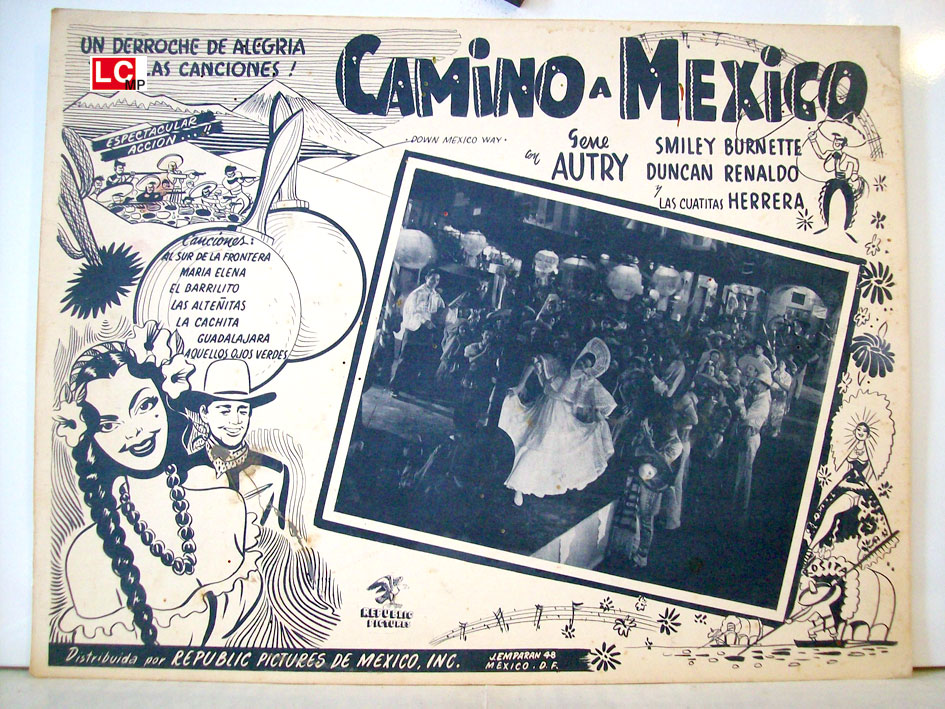 UN DERROCHE DE ALEGRIA
AS CANCIONES!
LC
MP
CAMINO A MEXICO
- DOWN MEXICO WAY -
con Gene AUTRY
SMILEY BURNETTE
DUNCAN RENALDO
y LAS CUATITAS HERRERA
ESPECTACULAR
ACCION...!!
Canciones:
AL SUR DE LA FRONTERA
MARIA ELENA
EL BARRILITO
LAS ALTEÑITAS
LA CACHITA
GUADALAJARA
AQUELLOS OJOS VERDES
REPUBLIC
PICTURES
Distribuida por REPUBLIC PICTURES DE MEXICO, INC.
J. EMPARAN 48
MEXICO. D.F.